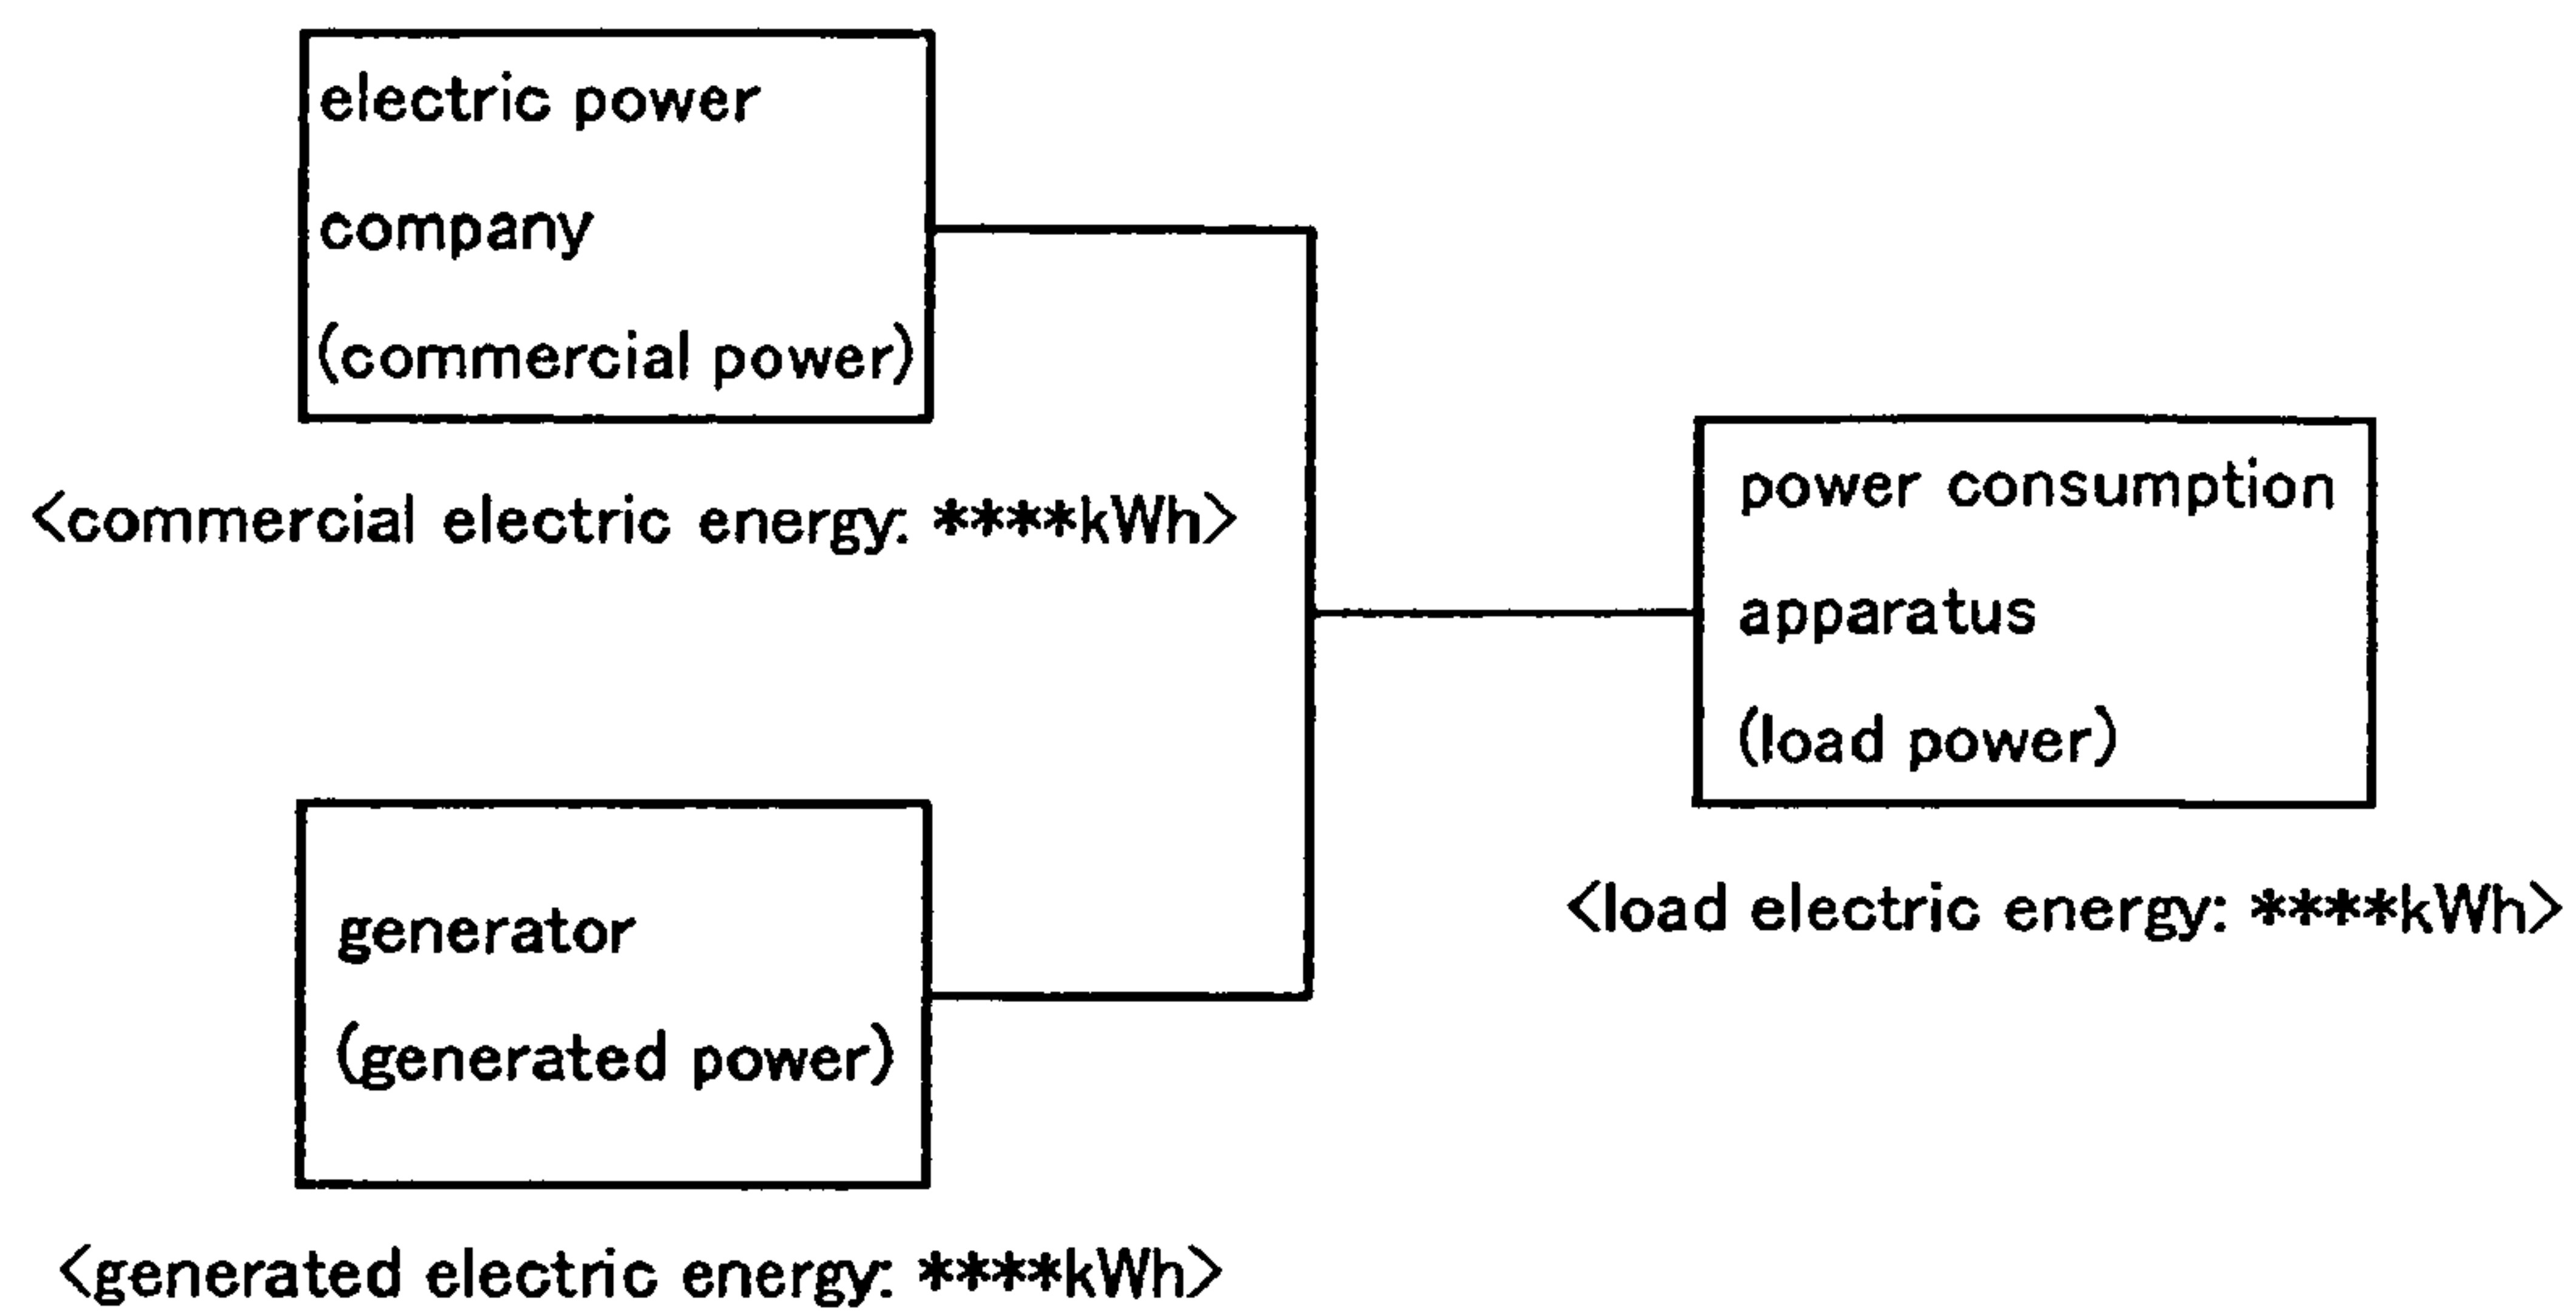 electric power
company
(commercial power)
<commercial electric energy: ****kWh>
power consumption
apparatus
(load power)
<load electric energy: ****kWh>
generator
(generated power)
<generated electric energy: ****kWh>